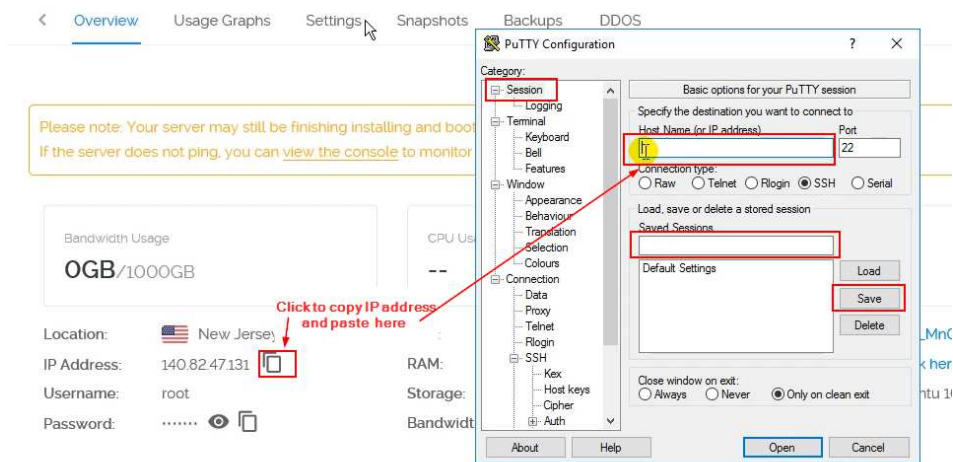 Overview Usage Graphs Settings Snapshots Backups DDOS
Please note: Your server may still be finishing installing and boot
If the server does not ping, you can view the console to monitor
Bandwidth Usage
0GB/1000GB
CPU Us
--
Click to copy IP address
and paste here
Location: New Jersey
IP Address: 140.82.47.131
Username: root
Password: .......
:
RAM:
Storage:
Bandwidt
_MnC
k her
ntu 1
PuTTY Configuration ? ×
Category:
Session
Logging
Terminal
Keyboard
Bell
Features
Window
Appearance
Behaviour
Translation
Selection
Colours
Connection
Data
Proxy
Telnet
Rlogin
SSH
Kex
Host keys
Cipher
Auth
Basic options for your PuTTY session
Specify the destination you want to connect to
Host Name (or IP address) Port
22
Connection type:
Raw Telnet Rlogin SSH Serial
Load, save or delete a stored session
Saved Sessions
Default Settings
Load
Save
Delete
Close window on exit:
Always Never Only on clean exit
About Help Open Cancel